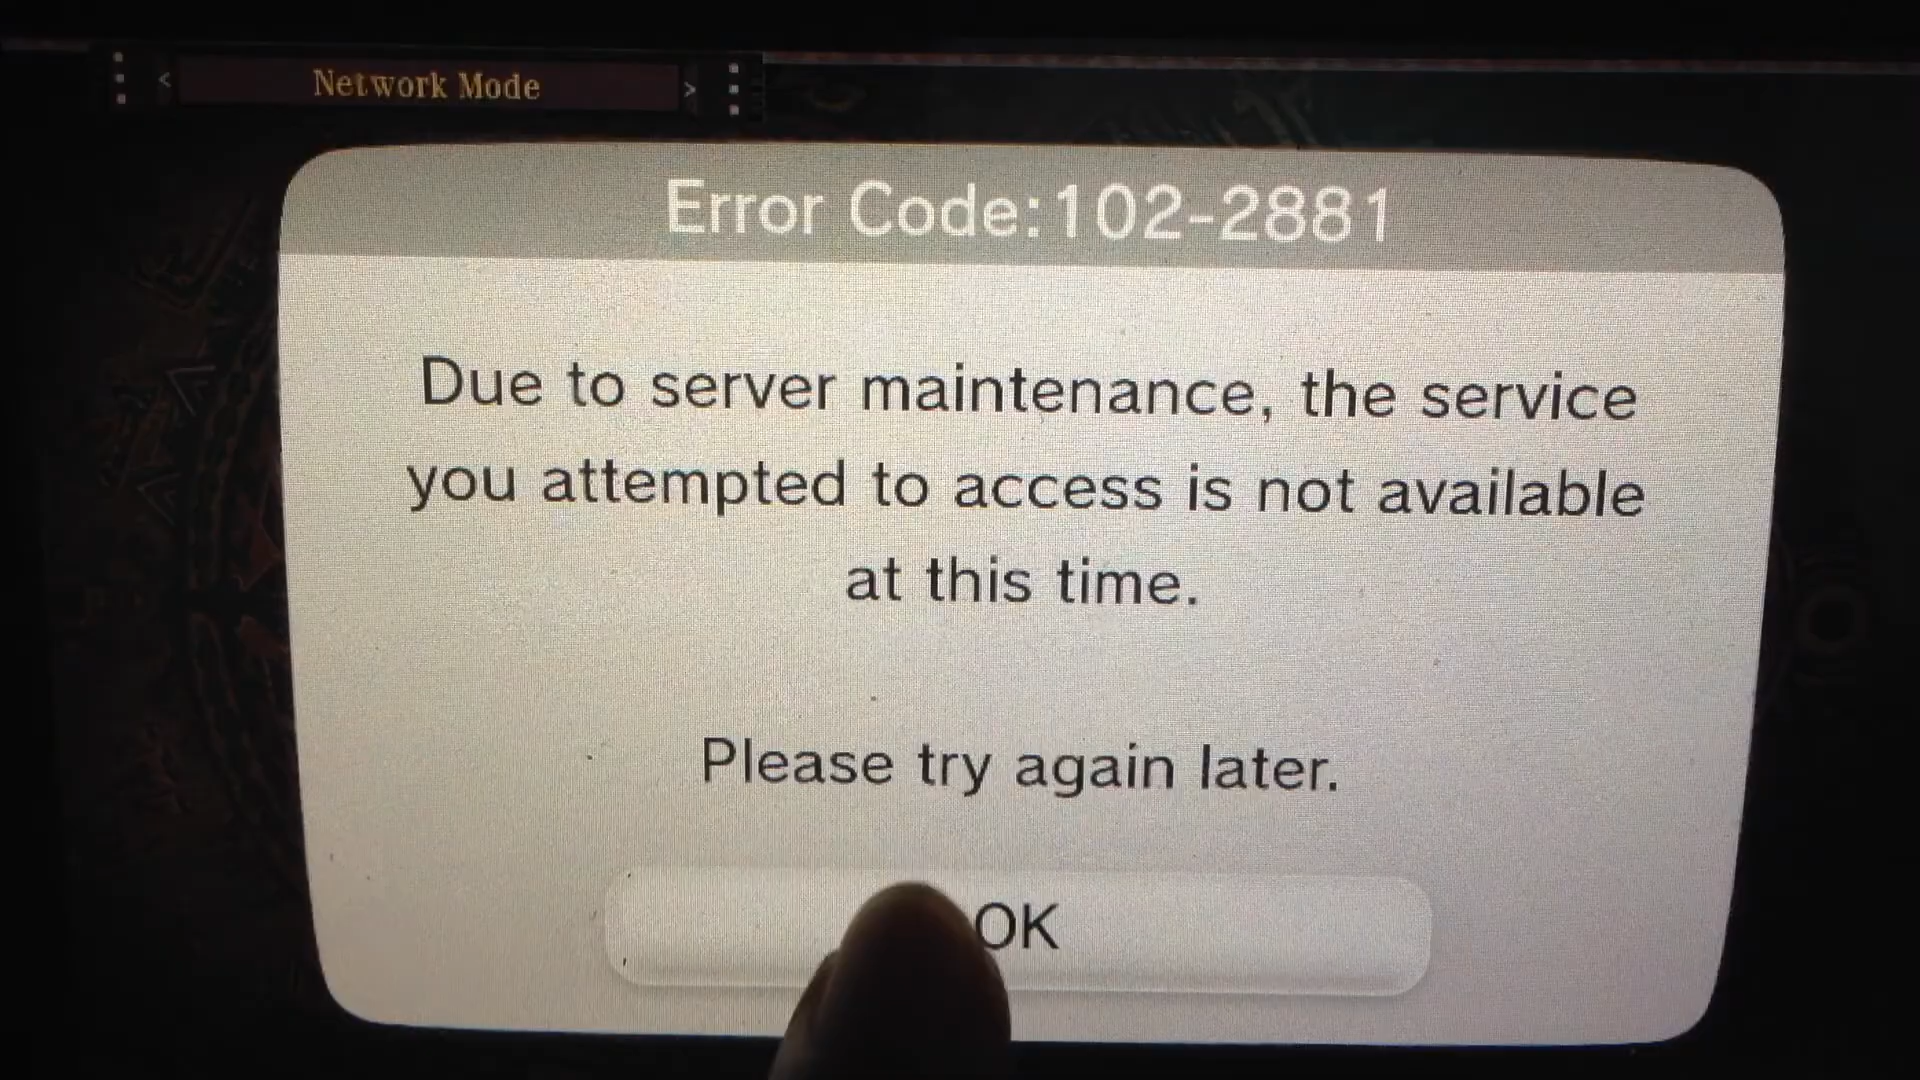 < Network Mode >
Error Code:102-2881
Due to server maintenance, the service
you attempted to access is not available
at this time.
Please try again later.
OK